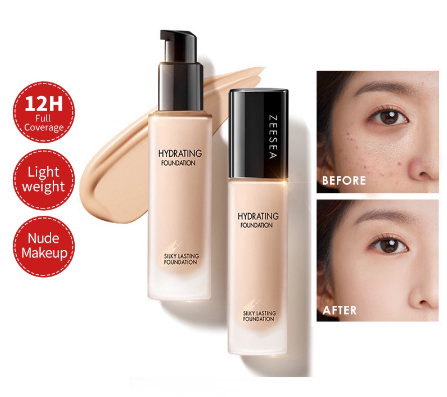 12H
Full
Coverage
Light
weight
Nude
Makeup
HYDRATING
FOUNDATION
SILKY LASTING
FOUNDATION
ZEESEA
HYDRATING
FOUNDATION
SILKY LASTING
FOUNDATION
BEFORE
AFTER